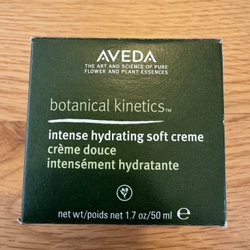 AVEDA
THE ART AND SCIENCE OF PURE
FLOWER AND PLANT ESSENCES
botanical kinetics™
intense hydrating soft creme
crème douce
intensément hydratante
net wt/poids net 1.7 oz/50 ml ℮